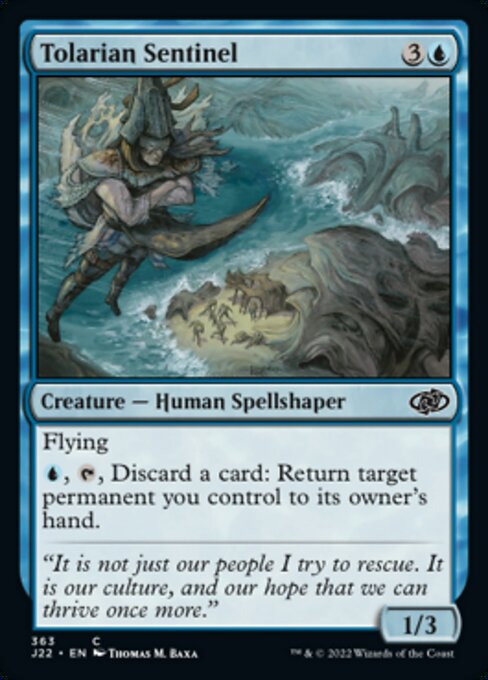 Tolarian Sentinel 3
Creature — Human Spellshaper
Flying
, , Discard a card: Return target
permanent you control to its owner's
hand.
"It is not just our people I try to rescue. It
is our culture, and our hope that we can
thrive once more."
1/3
363 C
J22 • EN Thomas M. Baxa
™ & © 2022 Wizards of the Coast